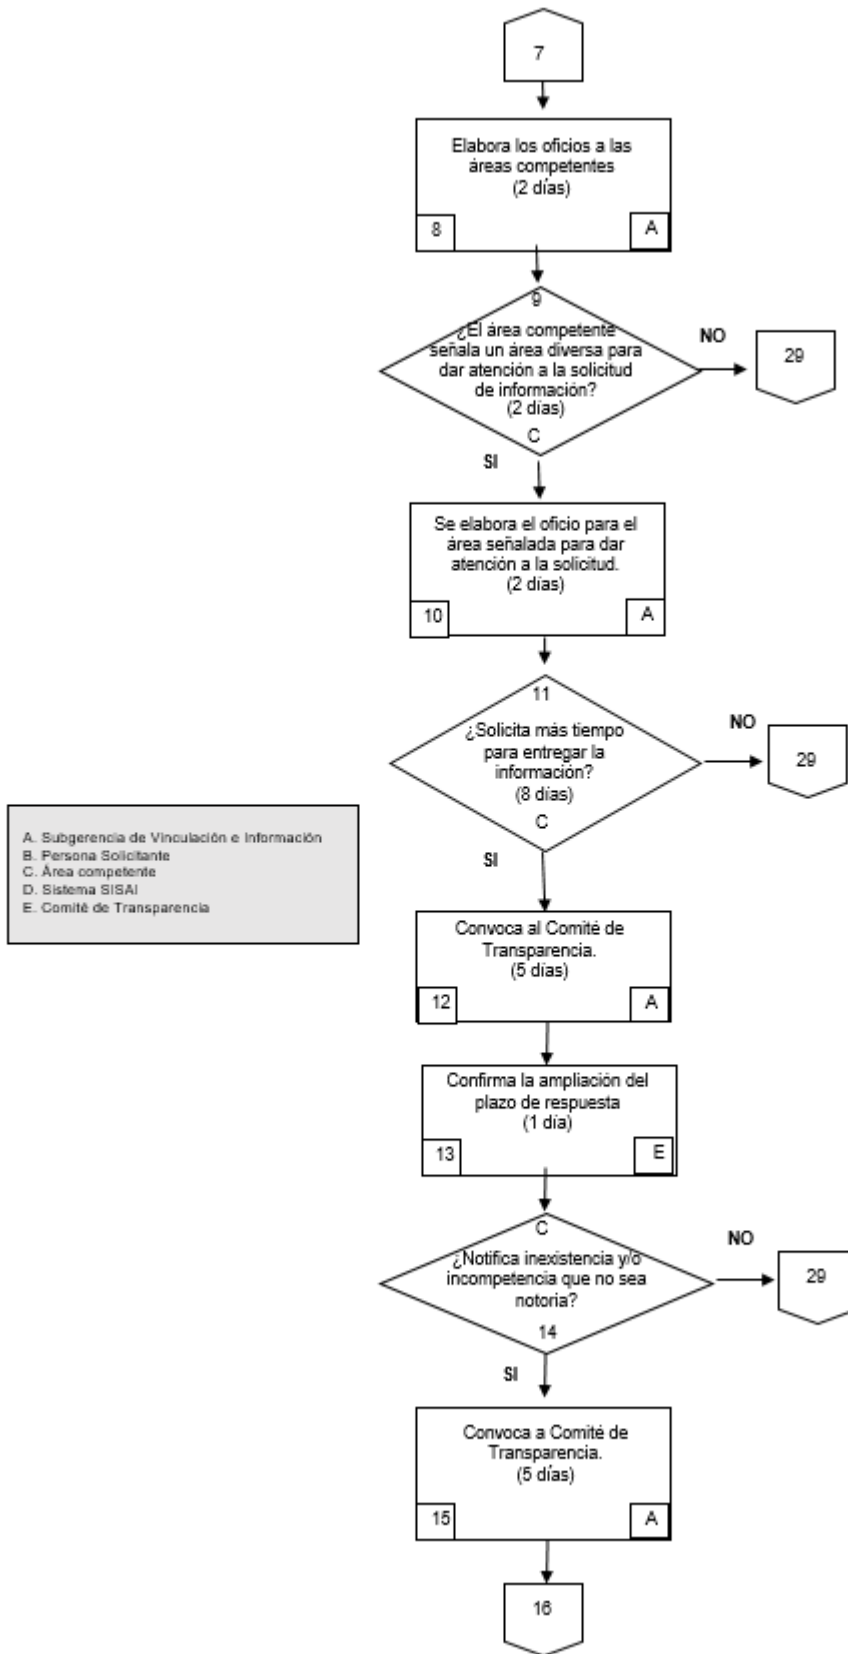 7
Elabora los oficios a las
áreas competentes
(2 días)
8
A
9
¿El área competente
señala un área diversa para
dar atención a la solicitud
de información?
(2 días)
C
NO
29
SI
Se elabora el oficio para el
área señalada para dar
atención a la solicitud.
(2 días)
10
A
11
¿Solicita más tiempo
para entregar la
información?
(8 días)
C
NO
29
SI
A. Subgerencia de Vinculación e Información
B. Persona Solicitante
C. Área competente
D. Sistema SISAI
E. Comité de Transparencia
Convoca al Comité de
Transparencia.
(5 días)
12
A
Confirma la ampliación del
plazo de respuesta
(1 día)
13
E
C
¿Notifica inexistencia y/o
incompetencia que no sea
notoria?
14
NO
29
SI
Convoca a Comité de
Transparencia.
(5 días)
15
A
16